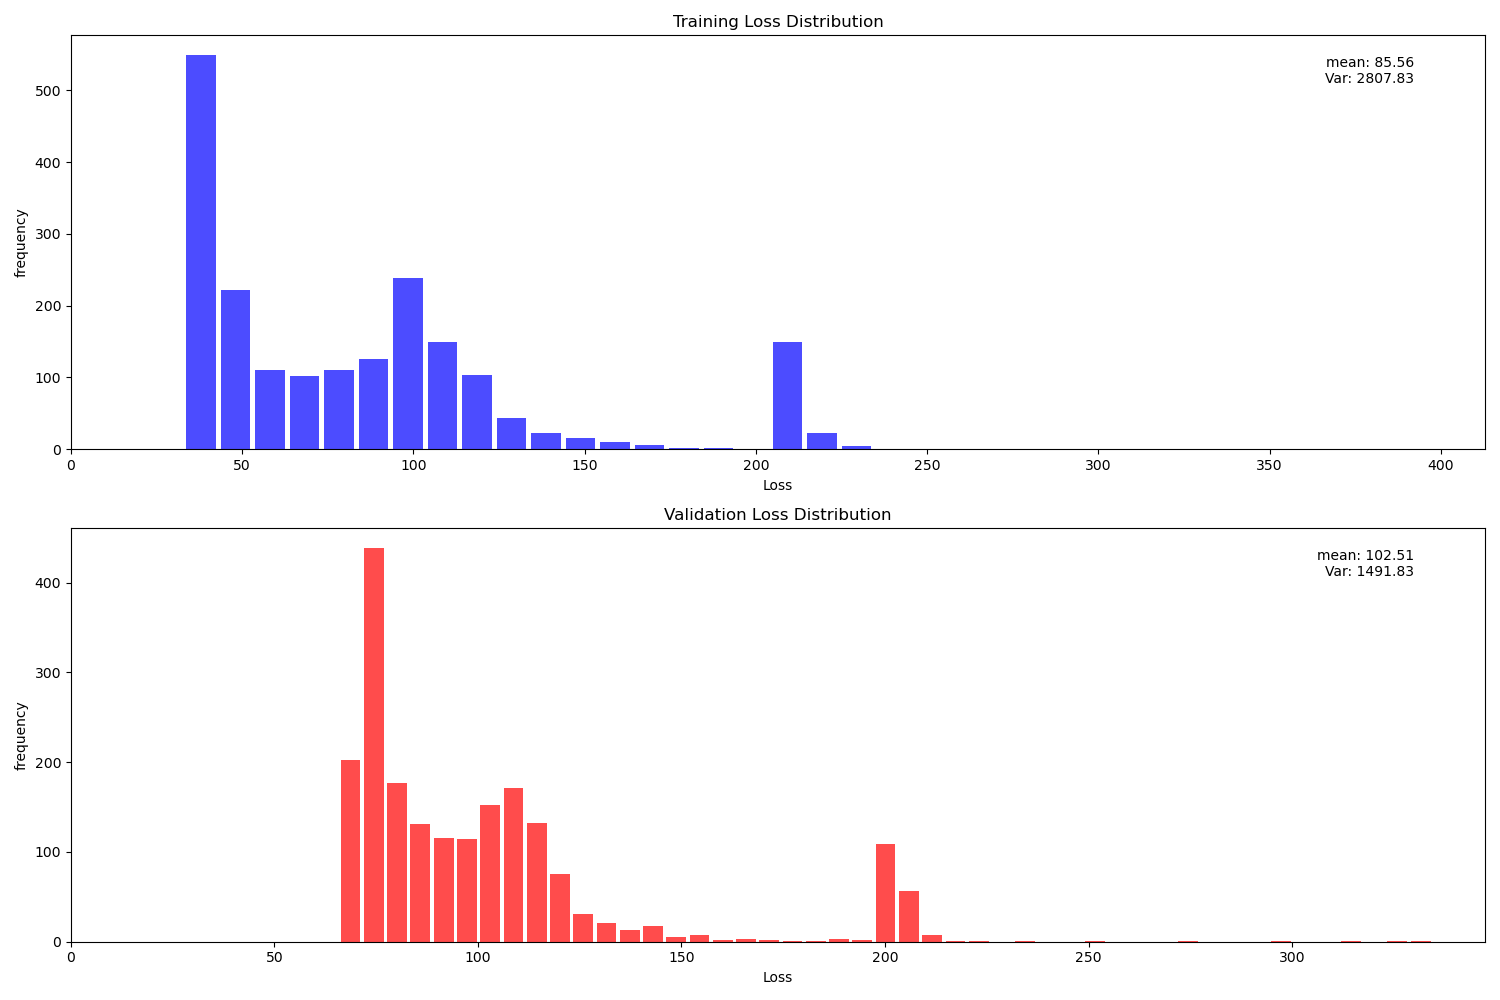 Training Loss Distribution
mean: 85.56
Var: 2807.83
500
400
300
200
100
0
frequency
0 50 100 150 200 250 300 350 400
Loss
Validation Loss Distribution
mean: 102.51
Var: 1491.83
400
300
200
100
0
frequency
0 50 100 150 200 250 300
Loss